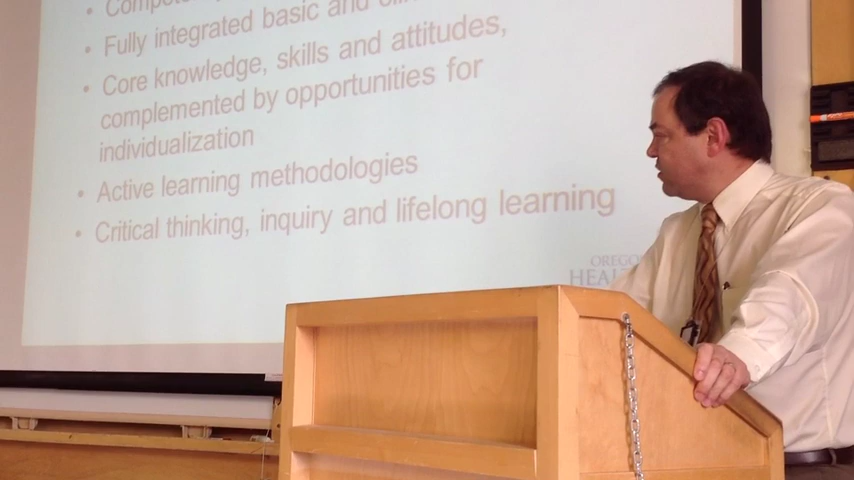 Fully integrated basic and
Core knowledge, skills and attitudes,
complemented by opportunities for
individualization
Active learning methodologies
Critical thinking, inquiry and lifelong learning